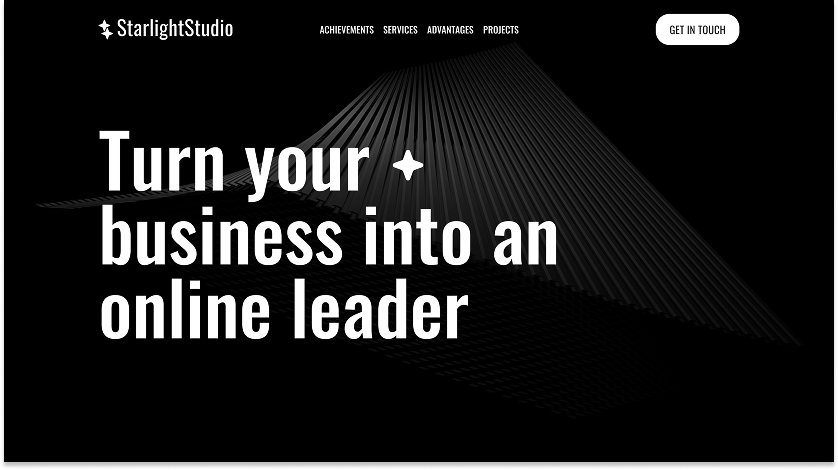 StarlightStudio
ACHIEVEMENTS SERVICES ADVANTAGES PROJECTS
GET IN TOUCH
Turn your
business into an
online leader